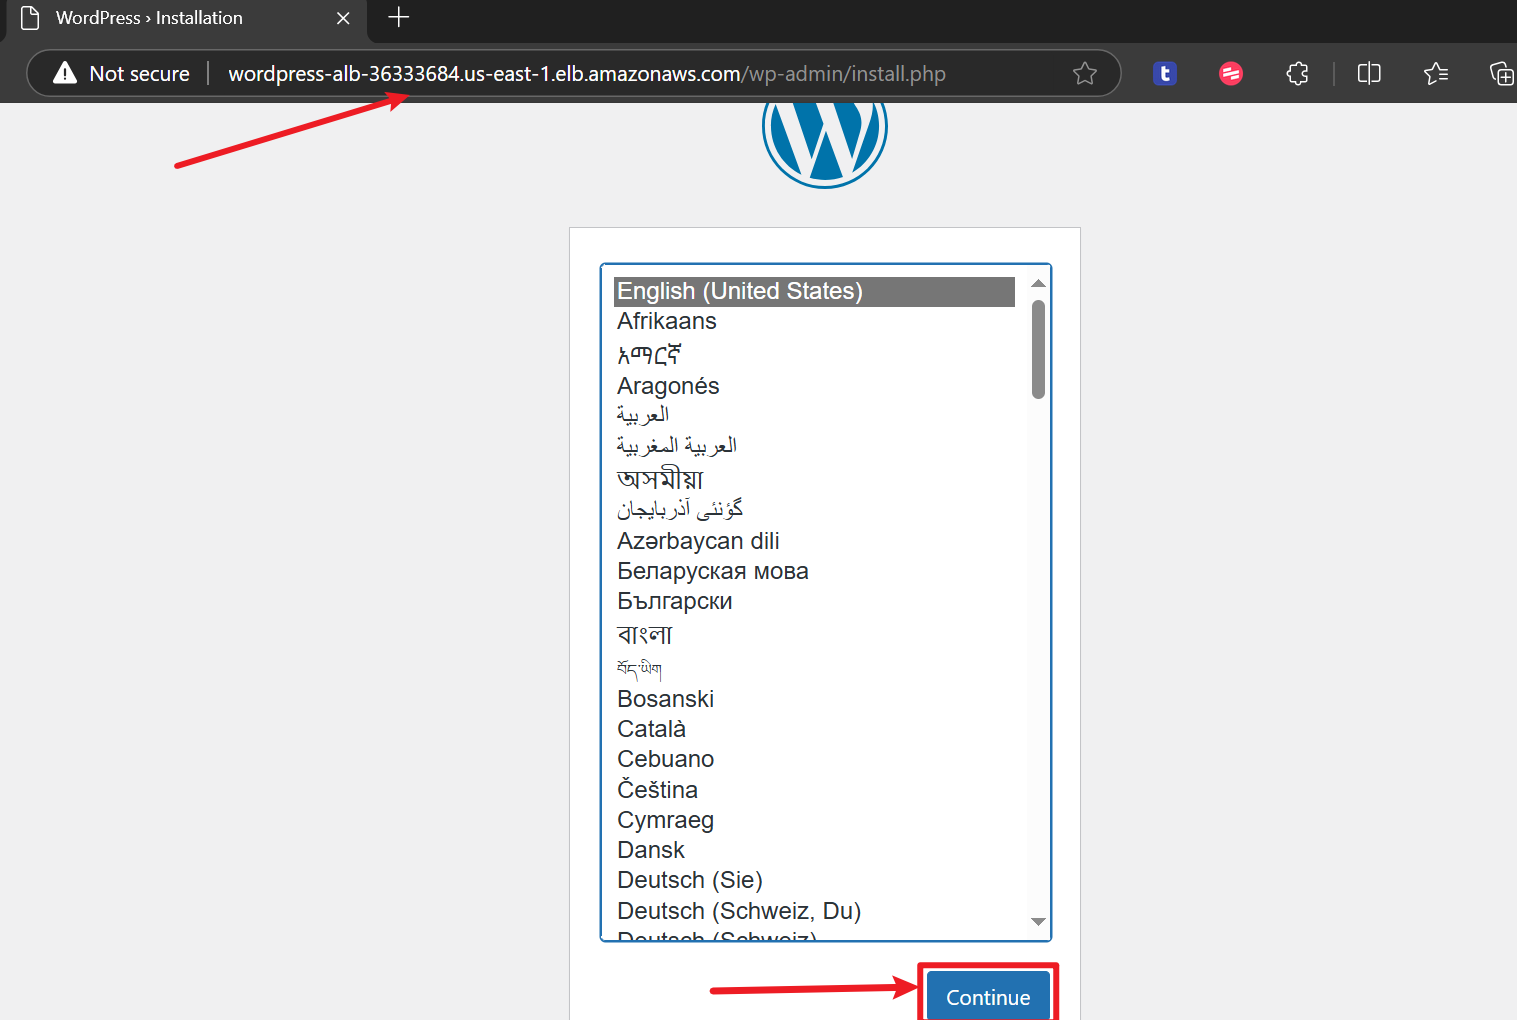 WordPress › Installation
Not secure
wordpress-alb-36333684.us-east-1.elb.amazonaws.com/wp-admin/install.php
English (United States)
Afrikaans
አማርኛ
Aragonés
العربية
العربية المغربية
অসমীয়া
گؤنئی آذربایجان
Azərbaycan dili
Беларуская мова
Български
বাংলা
བོད་ཡིག
Bosanski
Català
Cebuano
Čeština
Cymraeg
Dansk
Deutsch (Sie)
Deutsch (Schweiz, Du)
Deutsch (Schweiz)
Continue